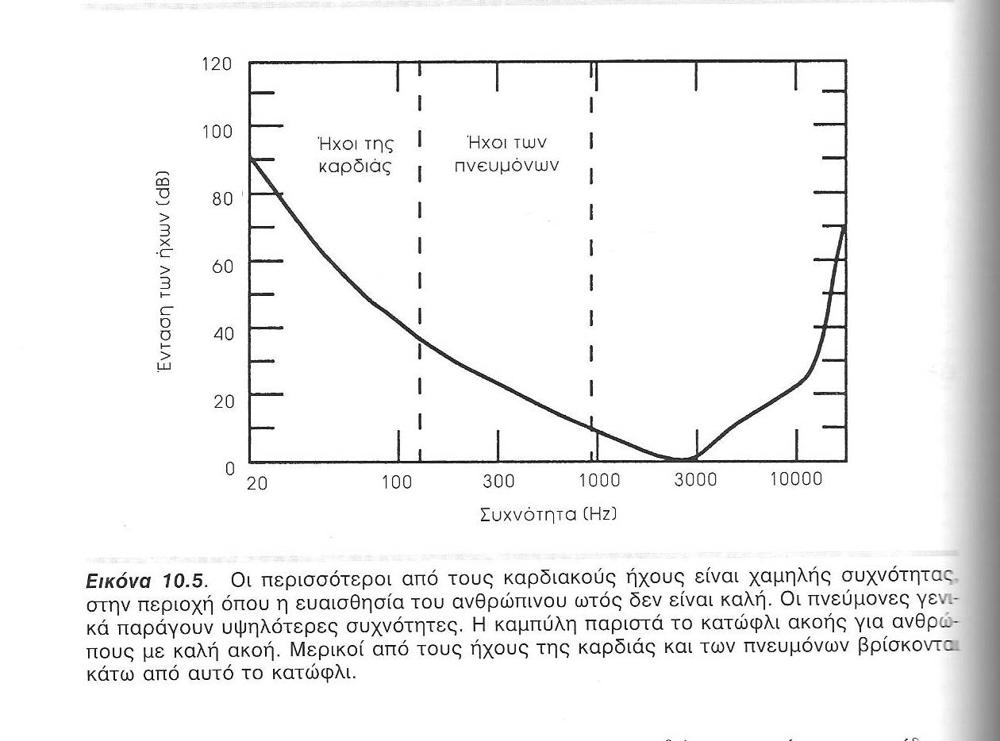 120
100
80
60
40
20
0
Ένταση των ήχων (dB)
Ήχοι της
καρδιάς
Ήχοι των
πνευμόνων
20 100 300 1000 3000 10000
Συχνότητα (Hz)
Εικόνα 10.5. Οι περισσότεροι από τους καρδιακούς ήχους είναι χαμηλής συχνότητας,
στην περιοχή όπου η ευαισθησία του ανθρώπινου ωτός δεν είναι καλή. Οι πνεύμονες γενι-
κά παράγουν υψηλότερες συχνότητες. Η καμπύλη παριστά το κατώφλι ακοής για ανθρώ-
πους με καλή ακοή. Μερικοί από τους ήχους της καρδιάς και των πνευμόνων βρίσκονται
κάτω από αυτό το κατώφλι.